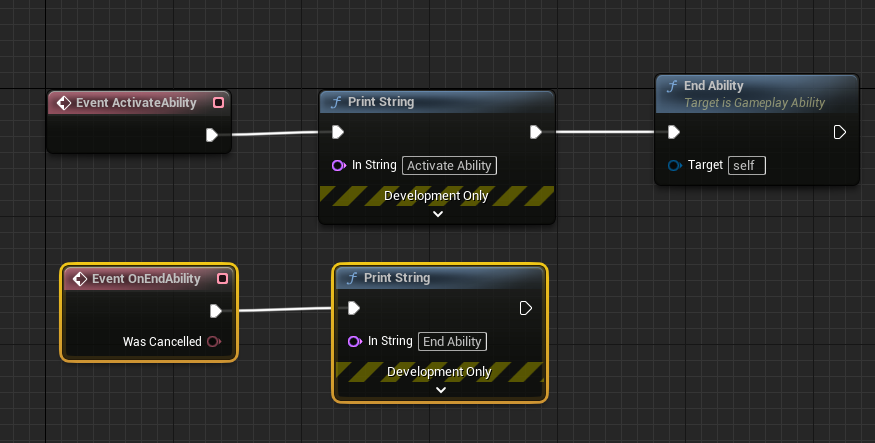 Event ActivateAbility
Print String
In String Activate Ability
Development Only
End Ability
Target is Gameplay Ability
Target self
Event OnEndAbility
Was Cancelled
Print String
In String End Ability
Development Only